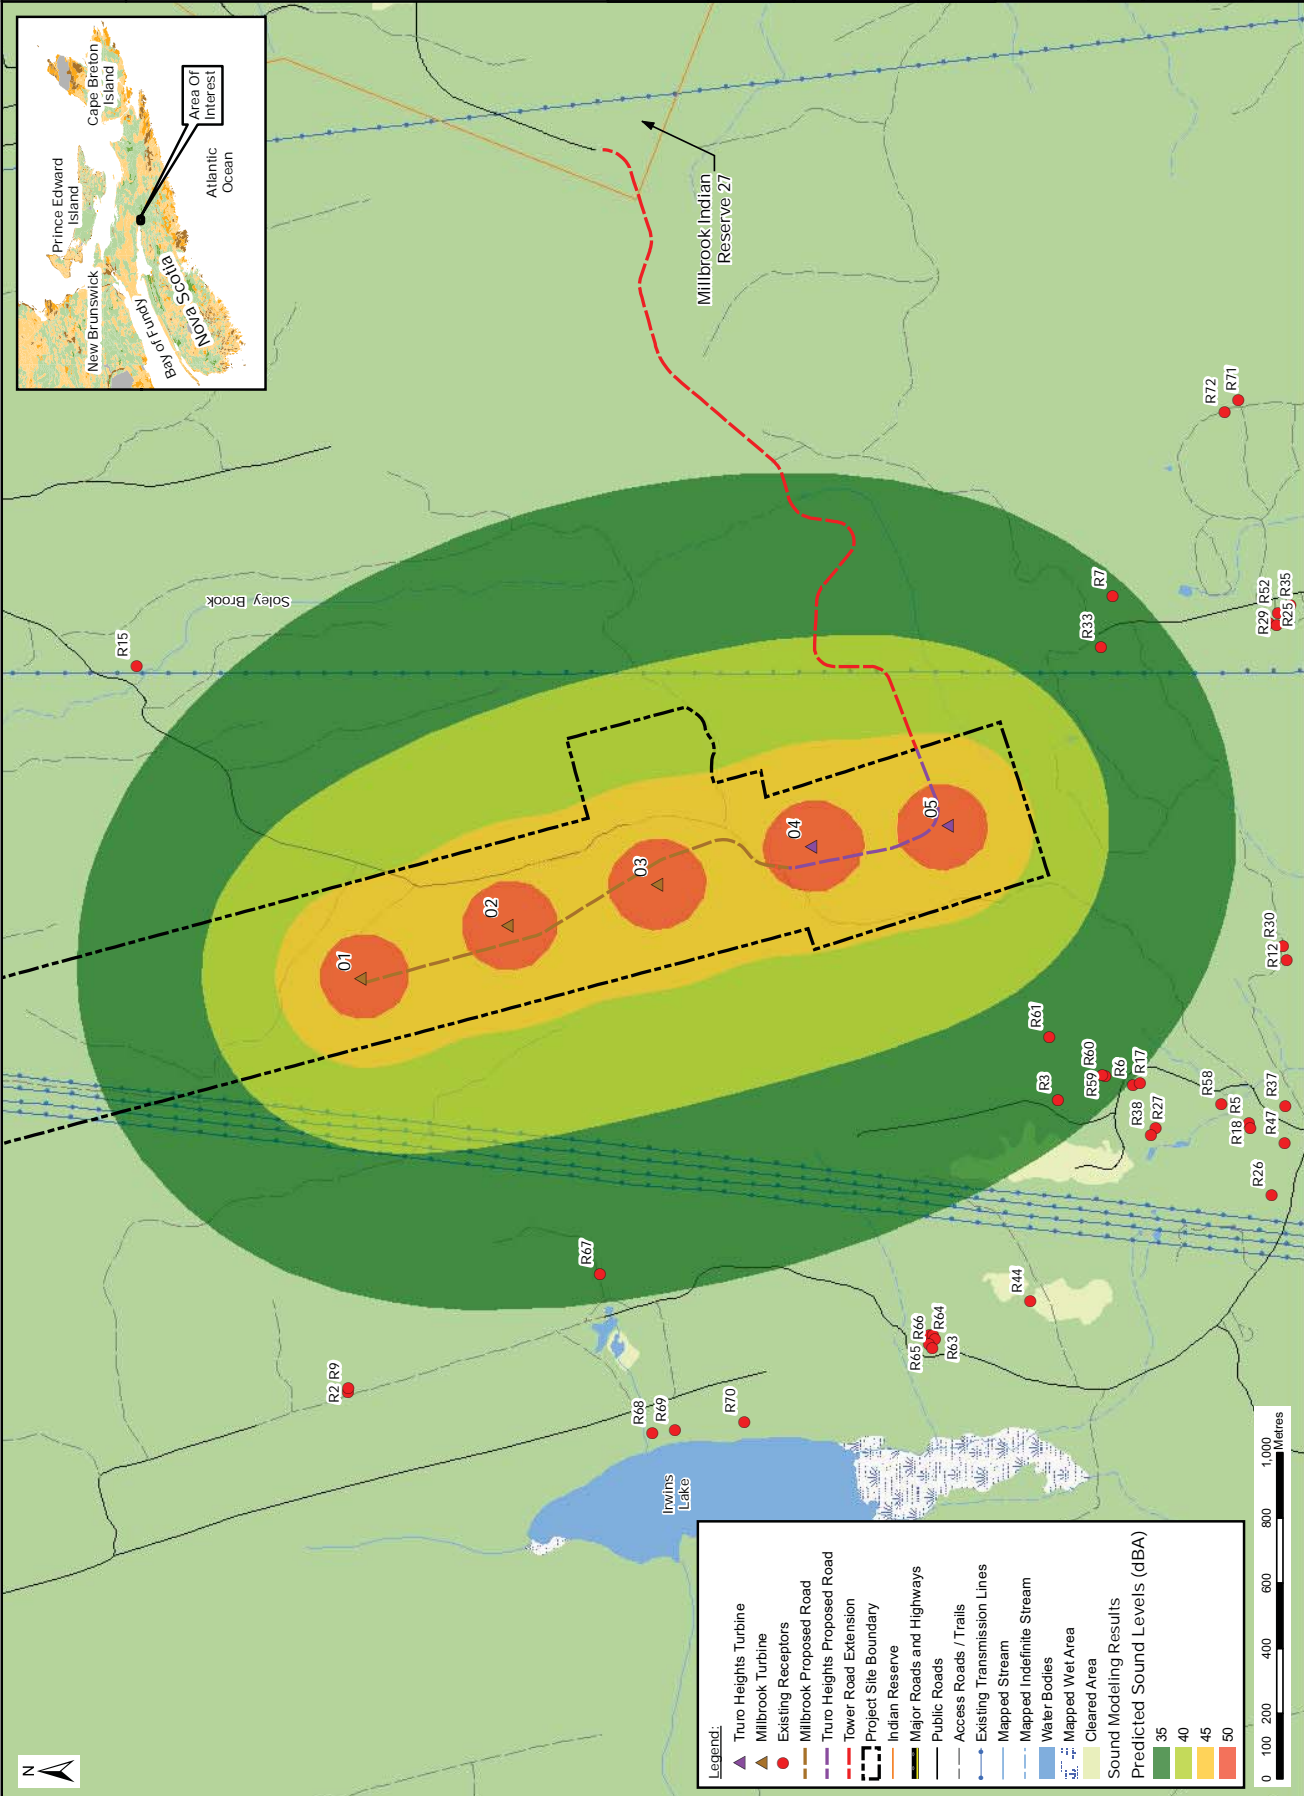 N
New Brunswick
Prince Edward
Island
Cape Breton
Island
Bay of Fundy
Nova Scotia
Atlantic
Ocean
Area Of
Interest
Millbrook Indian
Reserve 27
Soley Brook
Irwins
Lake
01
02
03
04
05
R15
R2
R9
R67
R68
R69
R70
R65
R66
R64
R63
R44
R3
R61
R59
R60
R6
R17
R38
R27
R58
R5
R18
R37
R47
R26
R12
R30
R33
R7
R29
R52
R25
R35
R72
R71
Legend:
Truro Heights Turbine
Millbrook Turbine
Existing Receptors
Millbrook Proposed Road
Truro Heights Proposed Road
Tower Road Extension
Project Site Boundary
Indian Reserve
Major Roads and Highways
Public Roads
Access Roads / Trails
Existing Transmission Lines
Mapped Stream
Mapped Indefinite Stream
Water Bodies
Mapped Wet Area
Cleared Area
Sound Modeling Results
Predicted Sound Levels (dBA)
35
40
45
50
0 100 200 400 600 800 1,000
Metres